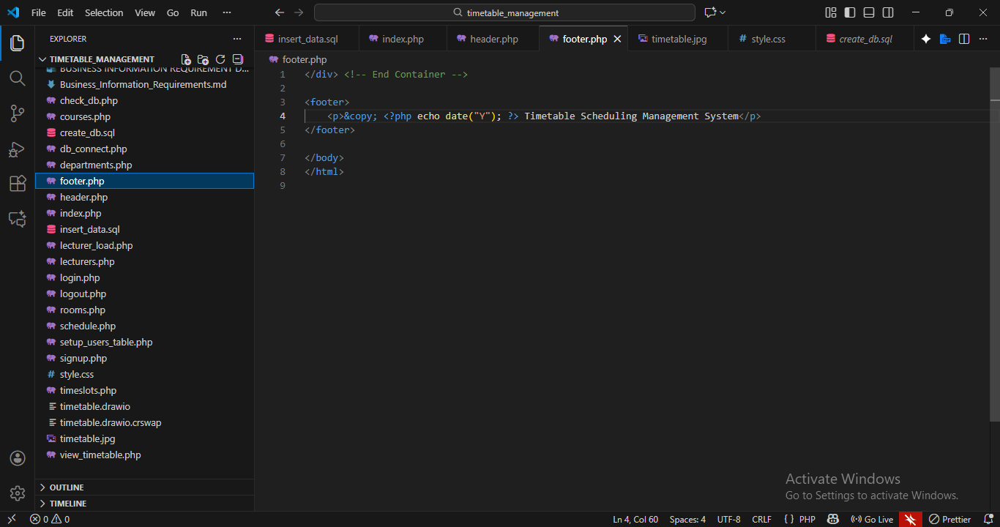 File Edit Selection View Go Run ··· timetable_management
EXPLORER ···
TIMETABLE_MANAGEMENT
BUSINESS INFORMATION REQUIREMENT D...
Business_Information_Requirements.md
check_db.php
courses.php
create_db.sql
db_connect.php
departments.php
footer.php
header.php
index.php
insert_data.sql
lecturer_load.php
lecturers.php
login.php
logout.php
rooms.php
schedule.php
setup_users_table.php
signup.php
style.css
timeslots.php
timetable.drawio
timetable.drawio.crswap
timetable.jpg
view_timetable.php
OUTLINE
TIMELINE
insert_data.sql index.php header.php footer.php timetable.jpg style.css create_db.sql ···
footer.php
1 </div> <!-- End Container -->
2
3 <footer>
4 <p>&copy; <?php echo date("Y"); ?> Timetable Scheduling Management System</p>
5 </footer>
6
7 </body>
8 </html>
9
Activate Windows
Go to Settings to activate Windows.
0 0 Ln 4, Col 60 Spaces: 4 UTF-8 CRLF { } PHP Go Live Prettier